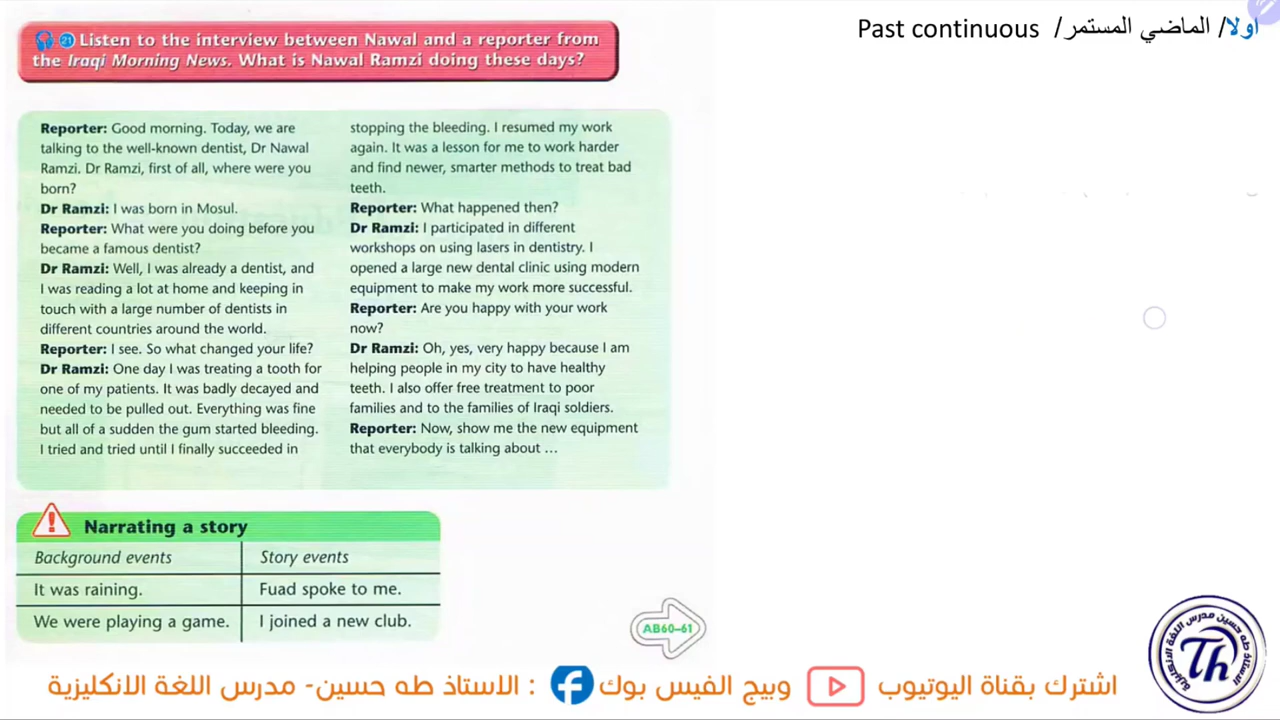 اولا/ الماضي المستمر/ Past continuous
21 Listen to the interview between Nawal and a reporter from
the Iraqi Morning News. What is Nawal Ramzi doing these days?
Reporter: Good morning. Today, we are
talking to the well-known dentist, Dr Nawal
Ramzi. Dr Ramzi, first of all, where were you
born?
Dr Ramzi: I was born in Mosul.
Reporter: What were you doing before you
became a famous dentist?
Dr Ramzi: Well, I was already a dentist, and
I was reading a lot at home and keeping in
touch with a large number of dentists in
different countries around the world.
Reporter: I see. So what changed your life?
Dr Ramzi: One day I was treating a tooth for
one of my patients. It was badly decayed and
needed to be pulled out. Everything was fine
but all of a sudden the gum started bleeding.
I tried and tried until I finally succeeded in
stopping the bleeding. I resumed my work
again. It was a lesson for me to work harder
and find newer, smarter methods to treat bad
teeth.
Reporter: What happened then?
Dr Ramzi: I participated in different
workshops on using lasers in dentistry. I
opened a large new dental clinic using modern
equipment to make my work more successful.
Reporter: Are you happy with your work
now?
Dr Ramzi: Oh, yes, very happy because I am
helping people in my city to have healthy
teeth. I also offer free treatment to poor
families and to the families of Iraqi soldiers.
Reporter: Now, show me the new equipment
that everybody is talking about ...
Narrating a story
Background events Story events
It was raining. Fuad spoke to me.
We were playing a game. I joined a new club.
AB60–61
اشترك بقناة اليوتيوب وبيج الفيس بوك : الاستاذ طه حسين- مدرس اللغة الانكليزية
الاستاذ طه حسين مدرس اللغة الانكليزية
Th